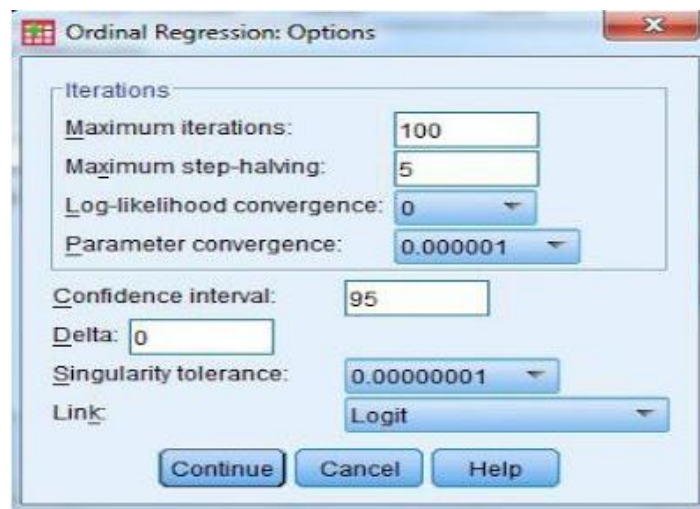 Ordinal Regression: Options
Iterations
Maximum iterations: 100
Maximum step-halving: 5
Log-likelihood convergence: 0
Parameter convergence: 0.000001
Confidence interval: 95
Delta: 0
Singularity tolerance: 0.00000001
Link: Logit
Continue Cancel Help